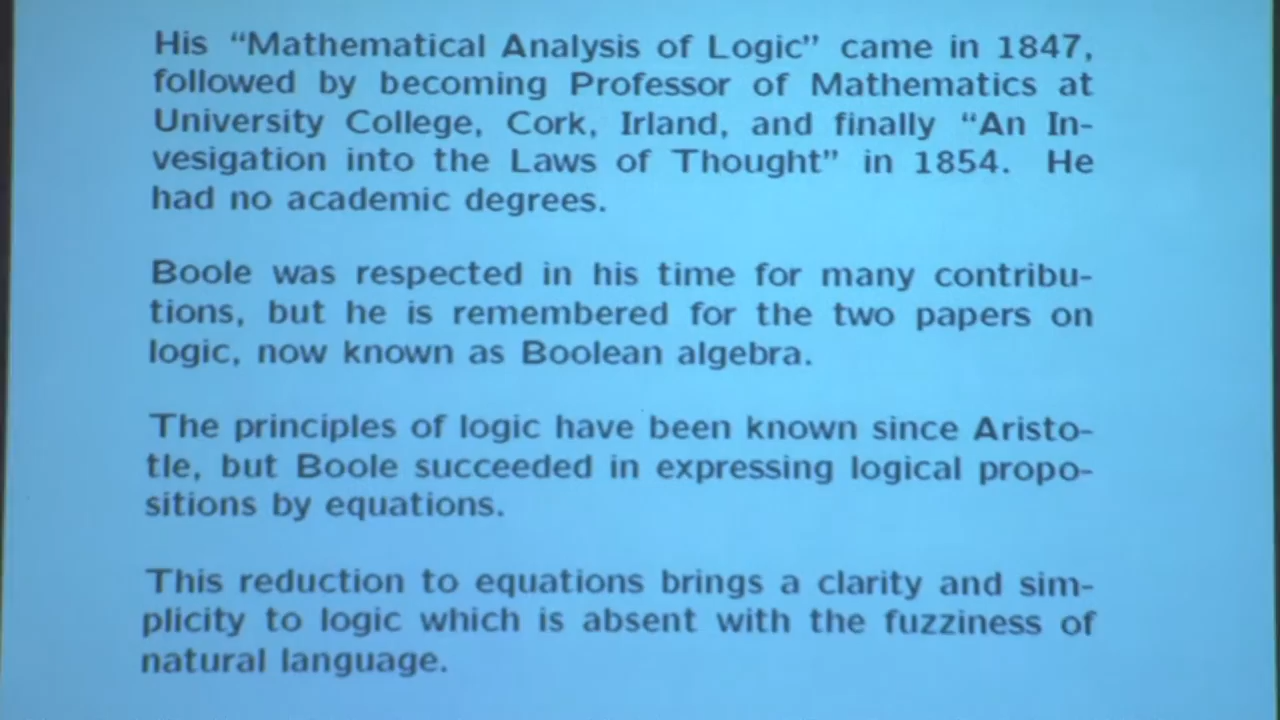 His “Mathematical Analysis of Logic” came in 1847,
followed by becoming Professor of Mathematics at
University College, Cork, Irland, and finally “An In-
vesigation into the Laws of Thought” in 1854. He
had no academic degrees.
Boole was respected in his time for many contribu-
tions, but he is remembered for the two papers on
logic, now known as Boolean algebra.
The principles of logic have been known since Aristo-
tle, but Boole succeeded in expressing logical propo-
sitions by equations.
This reduction to equations brings a clarity and sim-
plicity to logic which is absent with the fuzziness of
natural language.